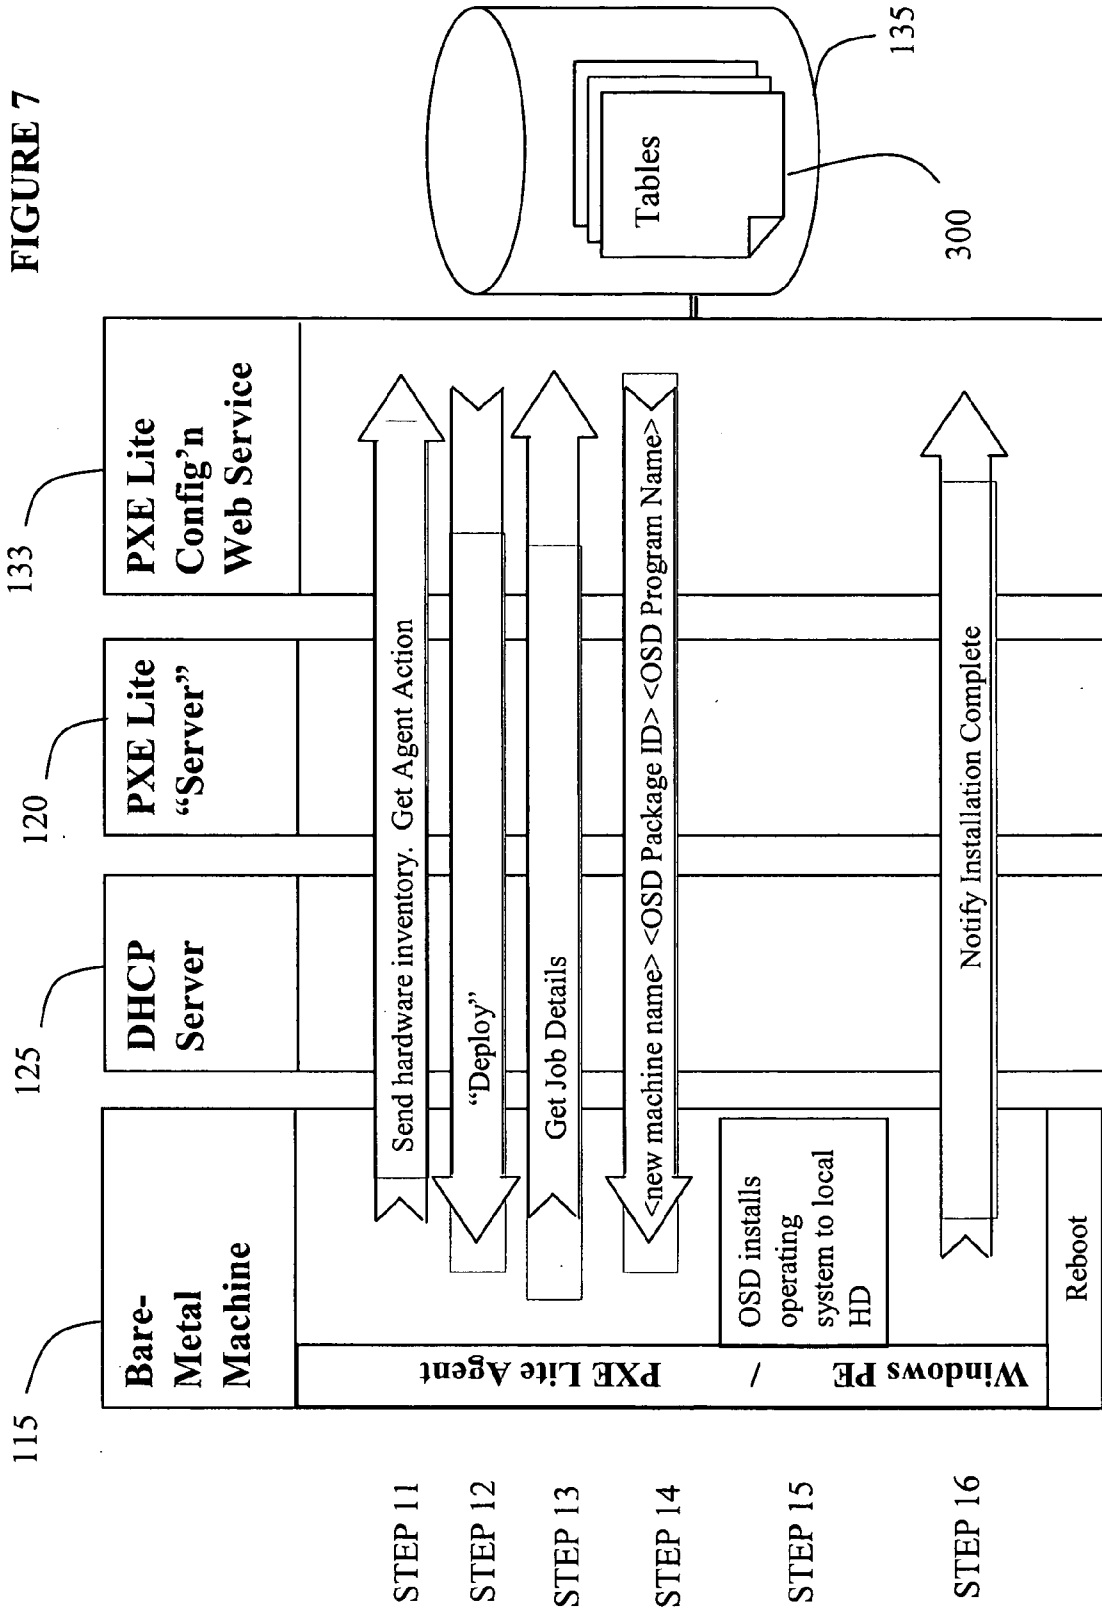 FIGURE 7
115
125
120
133
Bare-
Metal
Machine
DHCP
Server
PXE Lite
“Server”
PXE Lite
Config’n
Web Service
STEP 11
Send hardware inventory.  Get Agent Action
STEP 12
“Deploy”
STEP 13
Get Job Details
STEP 14
<new machine name> <OSD Package ID> <OSD Program Name>
STEP 15
OSD installs
operating
system to local
HD
STEP 16
Notify Installation Complete
PXE Lite Agent
/
Windows PE
Reboot
Tables
300
135